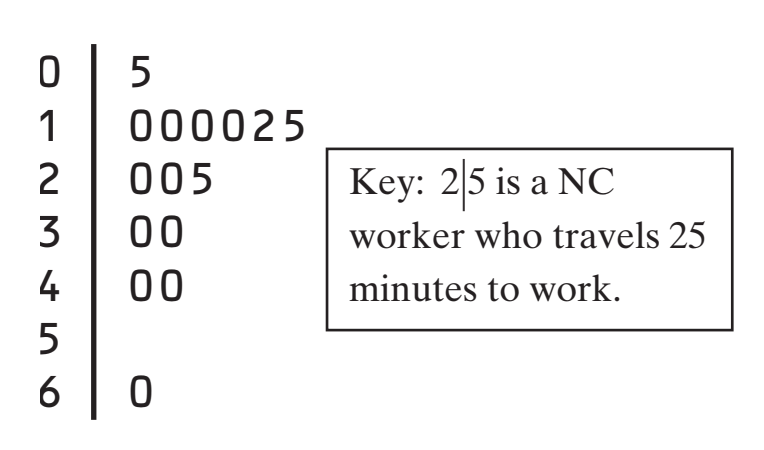 0 | 5
1 | 000025
2 | 005
3 | 00
4 | 00
5 |
6 | 0
Key: 2|5 is a NC
worker who travels 25
minutes to work.